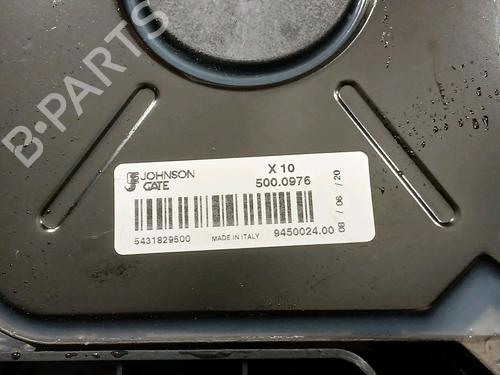 B-PARTS
JOHNSON
GATE
X 10
500.0976
5431829500
MADE IN ITALY
9450024.00
08 / 06 / 20